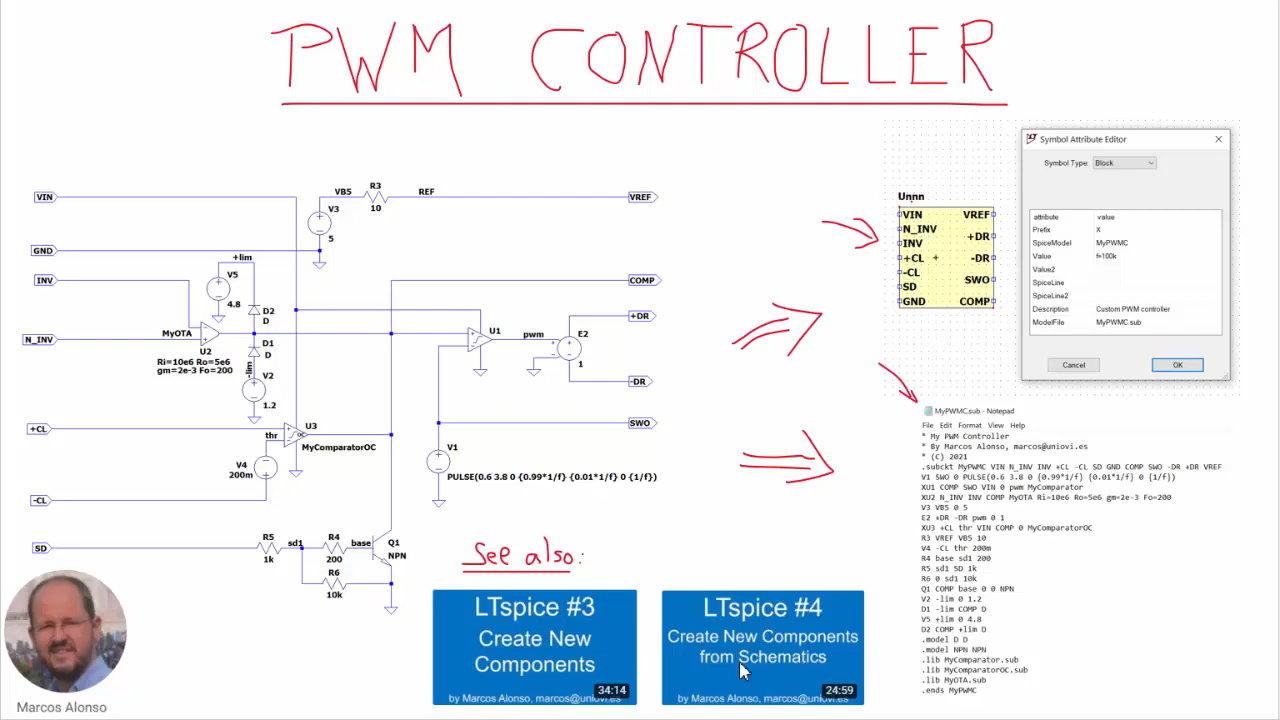 PWM CONTROLLER
VIN
VB5
R3
10
REF
VREF
V3
5
GND
+lim
INV
V5
4.8
D2
D
COMP
+DR
MyOTA
U2
Ri=10e6 Ro=5e6
gm=2e-3 Fo=200
N_INV
D1
D
-lim
V2
1.2
U1
pwm
E2
1
-DR
+CL
thr
U3
OC
MyComparatorOC
SWO
V4
200m
V1
PULSE(0.6 3.8 0 {0.99*1/f} {0.01*1/f} 0 {1/f})
-CL
SD
R5
1k
sd1
R4
200
base
Q1
NPN
R6
10k
See also:
LTspice #3
Create New
Components
34:14
by Marcos Alonso, marcos@uniovi.es
LTspice #4
Create New Components
from Schematics
24:59
by Marcos Alonso, marcos@uniovi.es
Marcos Alonso
Unnn
VIN VREF
N_INV
+DR
INV
+CL -DR
-CL
SWO
SD
GND COMP
Symbol Attribute Editor
Symbol Type: Block
attribute value
Prefix X
SpiceModel MyPWMC
Value f=100k
Value2
SpiceLine
SpiceLine2
Description Custom PWM controller
ModelFile MyPWMC.sub
Cancel OK
MyPWMC.sub - Notepad
File Edit Format View Help
* My PWM Controller
* By Marcos Alonso, marcos@uniovi.es
* (C) 2021
.subckt MyPWMC VIN N_INV INV +CL -CL SD GND COMP SWO -DR +DR VREF
V1 SWO 0 PULSE(0.6 3.8 0 {0.99*1/f} {0.01*1/f} 0 {1/f})
XU1 COMP SWO VIN 0 pwm MyComparator
XU2 N_INV INV COMP MyOTA Ri=10e6 Ro=5e6 gm=2e-3 Fo=200
V3 VB5 0 5
E2 +DR -DR pwm 0 1
XU3 +CL thr VIN COMP 0 MyComparatorOC
R3 VREF VB5 10
V4 -CL thr 200m
R4 base sd1 200
R5 sd1 SD 1k
R6 0 sd1 10k
Q1 COMP base 0 0 NPN
V2 -lim 0 1.2
D1 -lim COMP D
V5 +lim 0 4.8
D2 COMP +lim D
.model D D
.model NPN NPN
.lib MyComparator.sub
.lib MyComparatorOC.sub
.lib MyOTA.sub
.ends MyPWMC